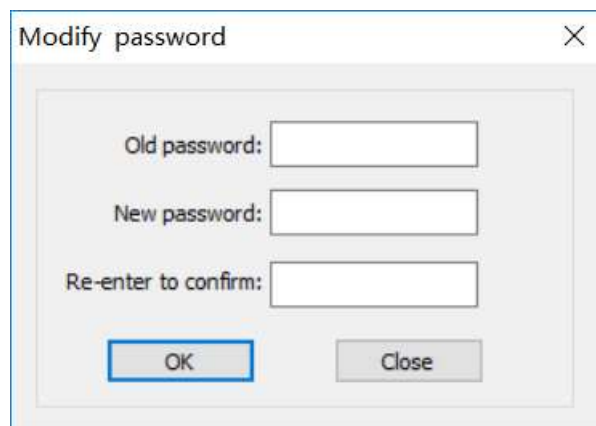 Modify password
Old password:
New password:
Re-enter to confirm:
OK Close